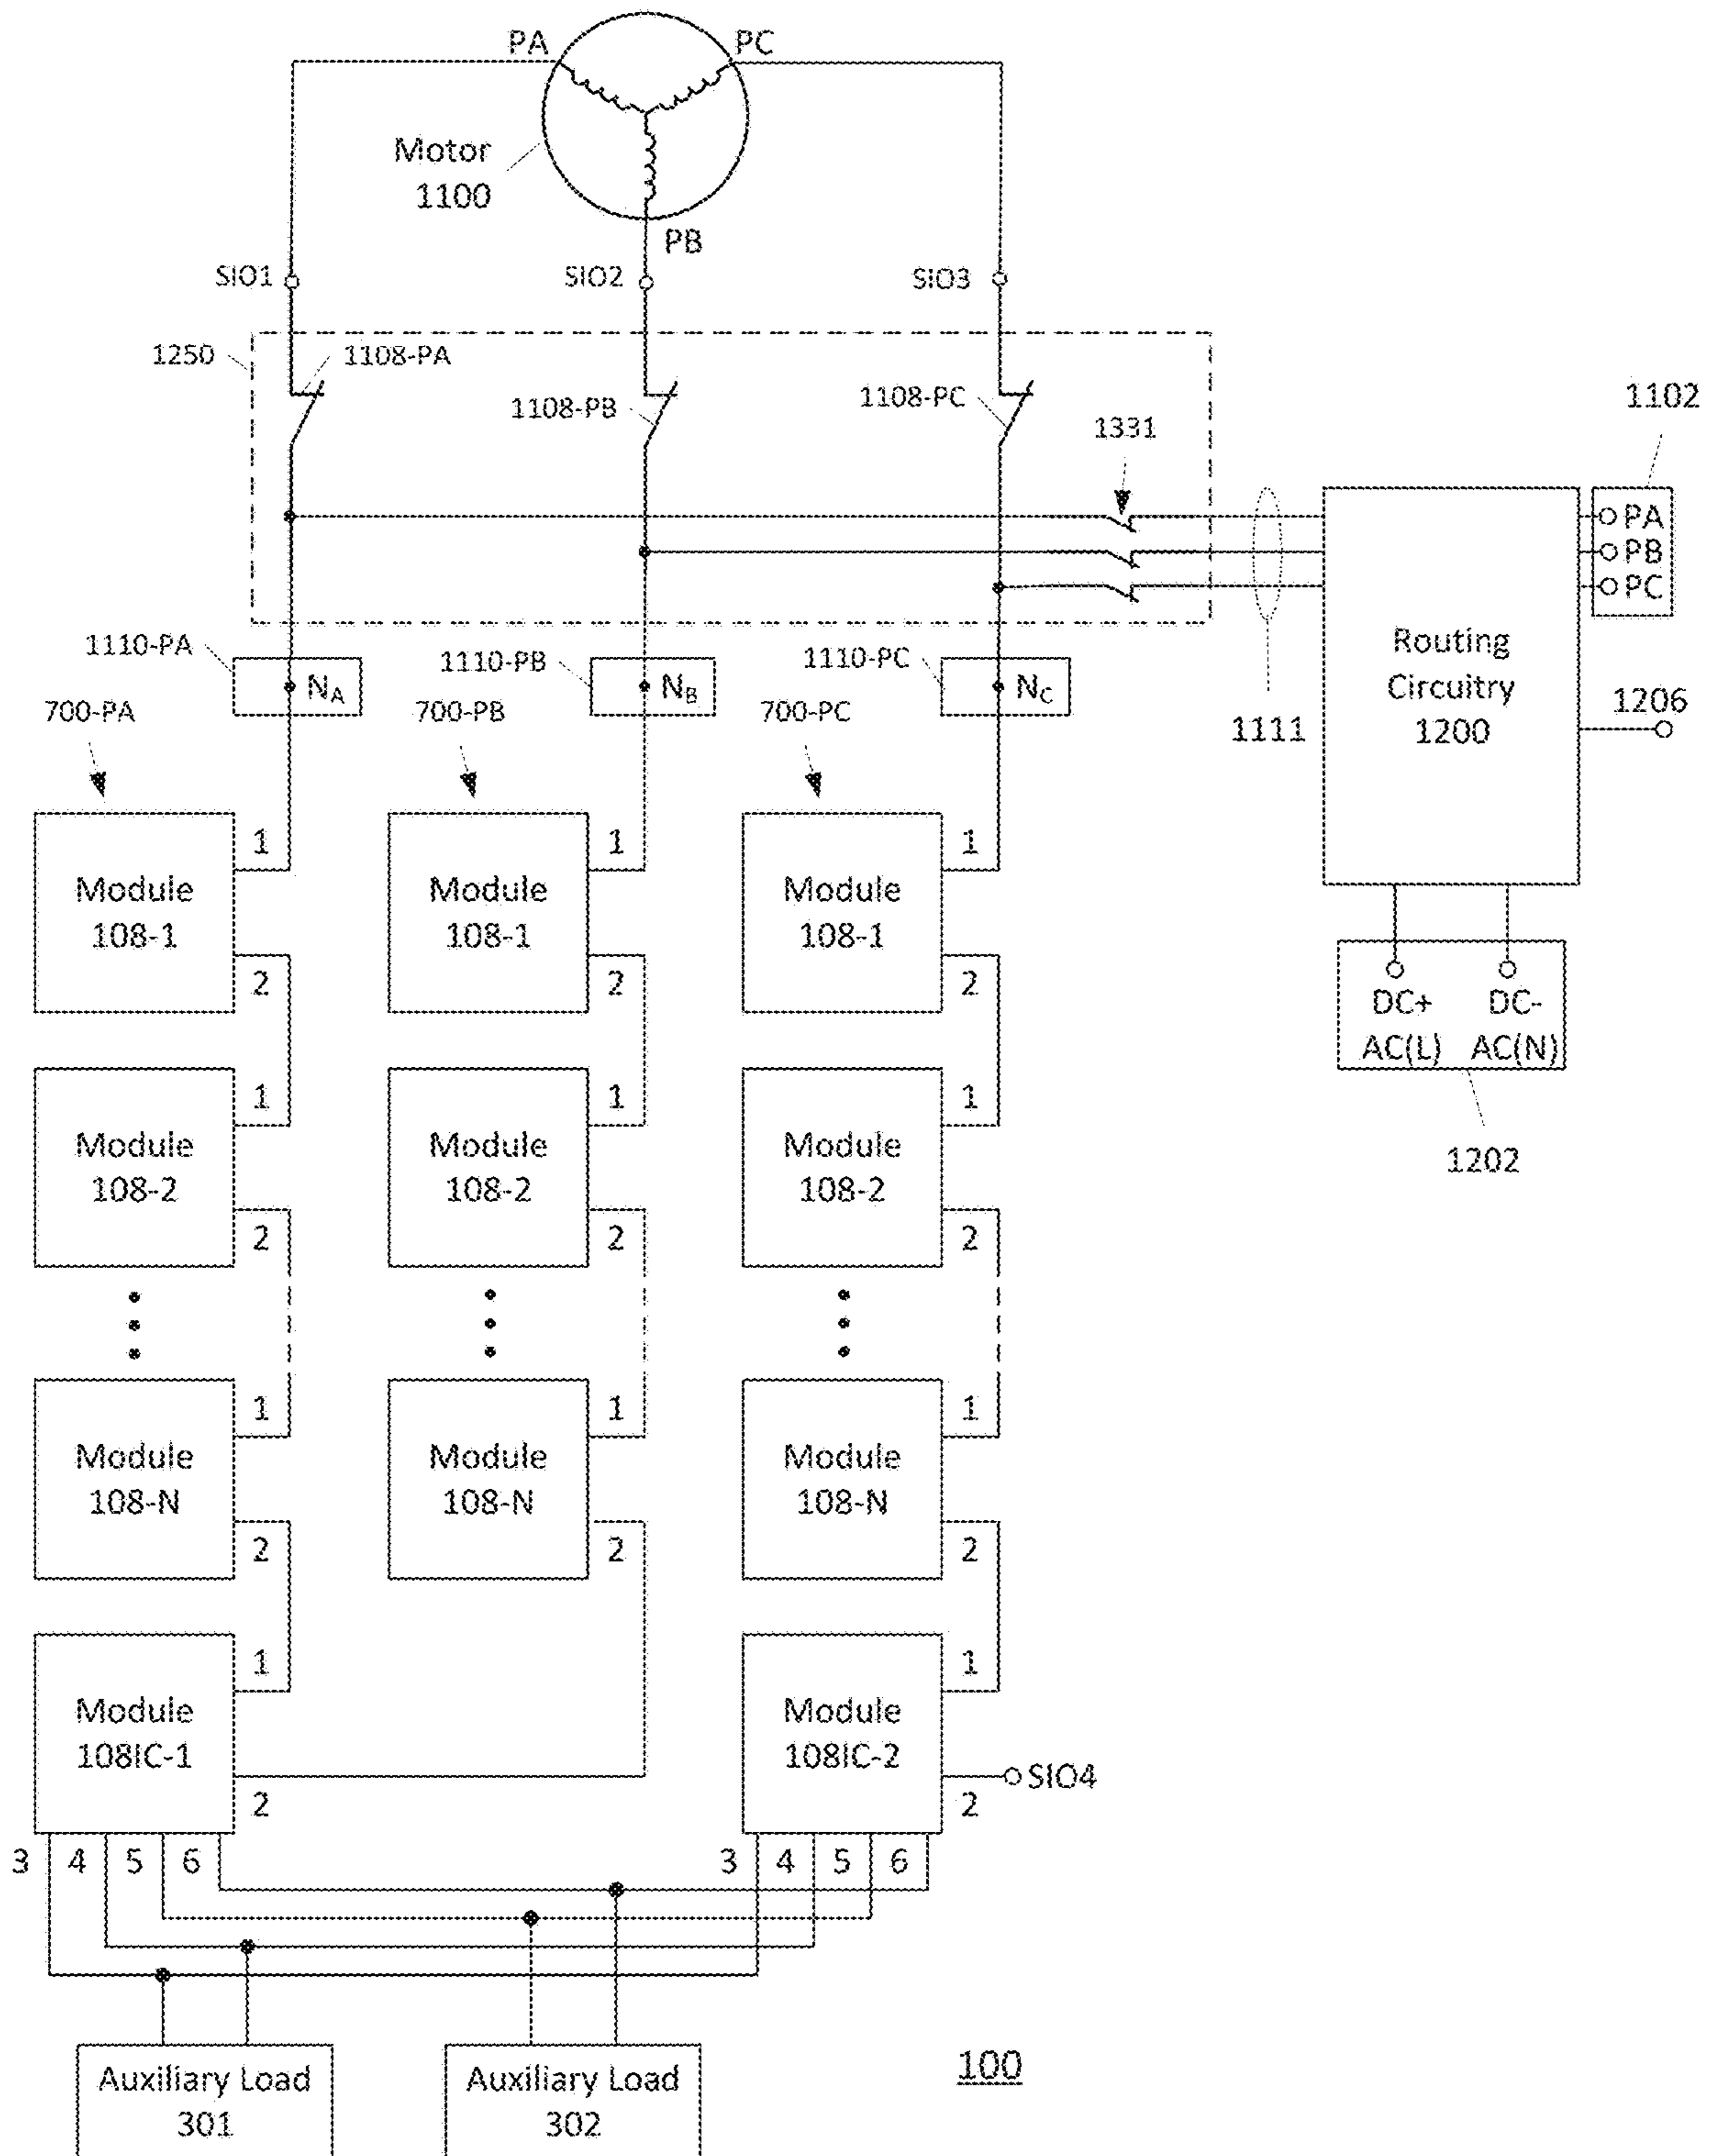 PA
PC
Motor
1100
PB
SIO1
SIO2
SIO3
1250
1108-PA
1108-PB
1108-PC
1331
1102
PA
PB
PC
Routing
Circuitry
1200
1206
1111
1110-PA
1110-PB
1110-PC
NA
NB
NC
700-PA
700-PB
700-PC
1
1
1
Module
108-1
Module
108-1
Module
108-1
2
2
2
DC+
DC-
AC(L)
AC(N)
1202
1
1
1
Module
108-2
Module
108-2
Module
108-2
2
2
2
1
1
1
Module
108-N
Module
108-N
Module
108-N
2
2
2
1
1
Module
108IC-1
Module
108IC-2
SIO4
2
2
3
4
5
6
3
4
5
6
Auxiliary Load
301
Auxiliary Load
302
100